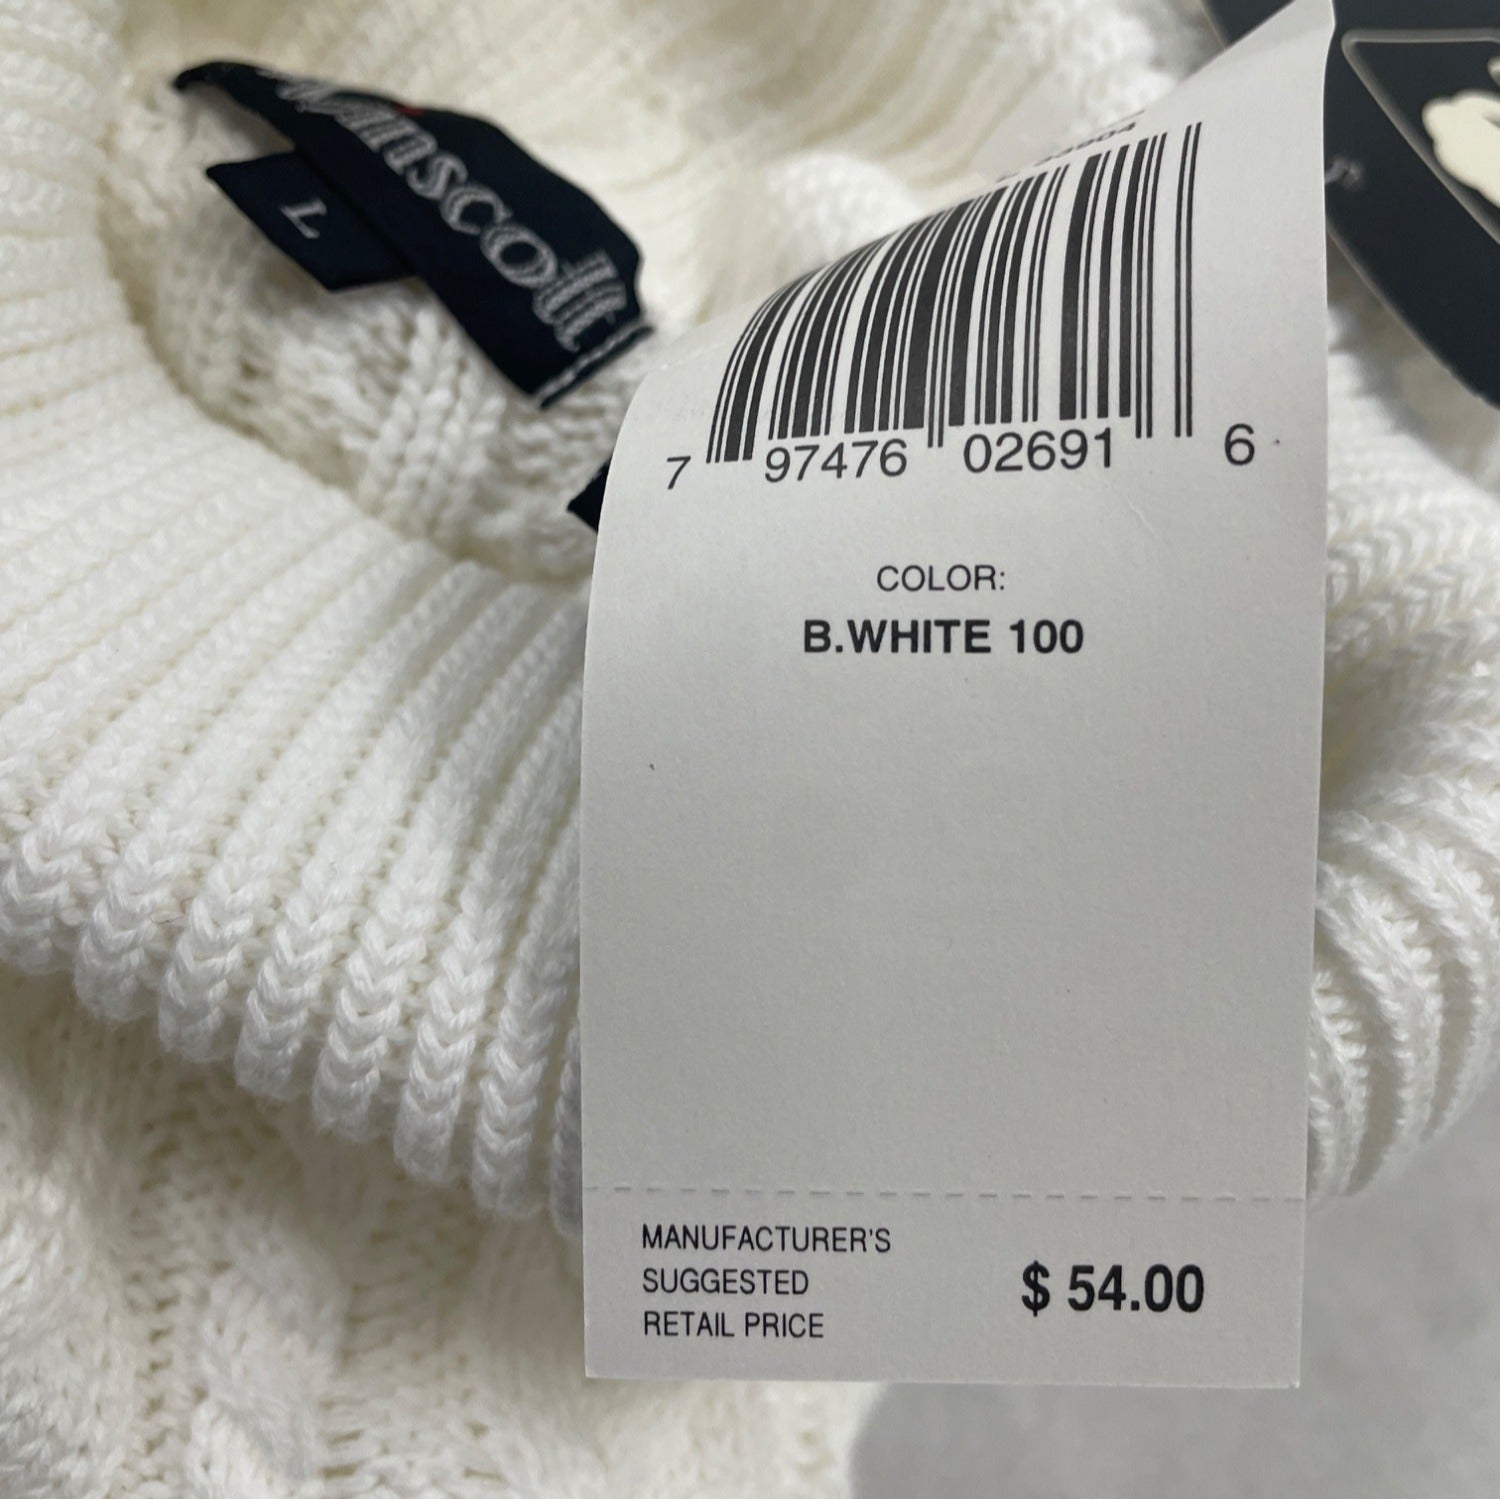 L
7 97476 02691 6
COLOR:
B.WHITE 100
MANUFACTURER'S
SUGGESTED
RETAIL PRICE
$ 54.00